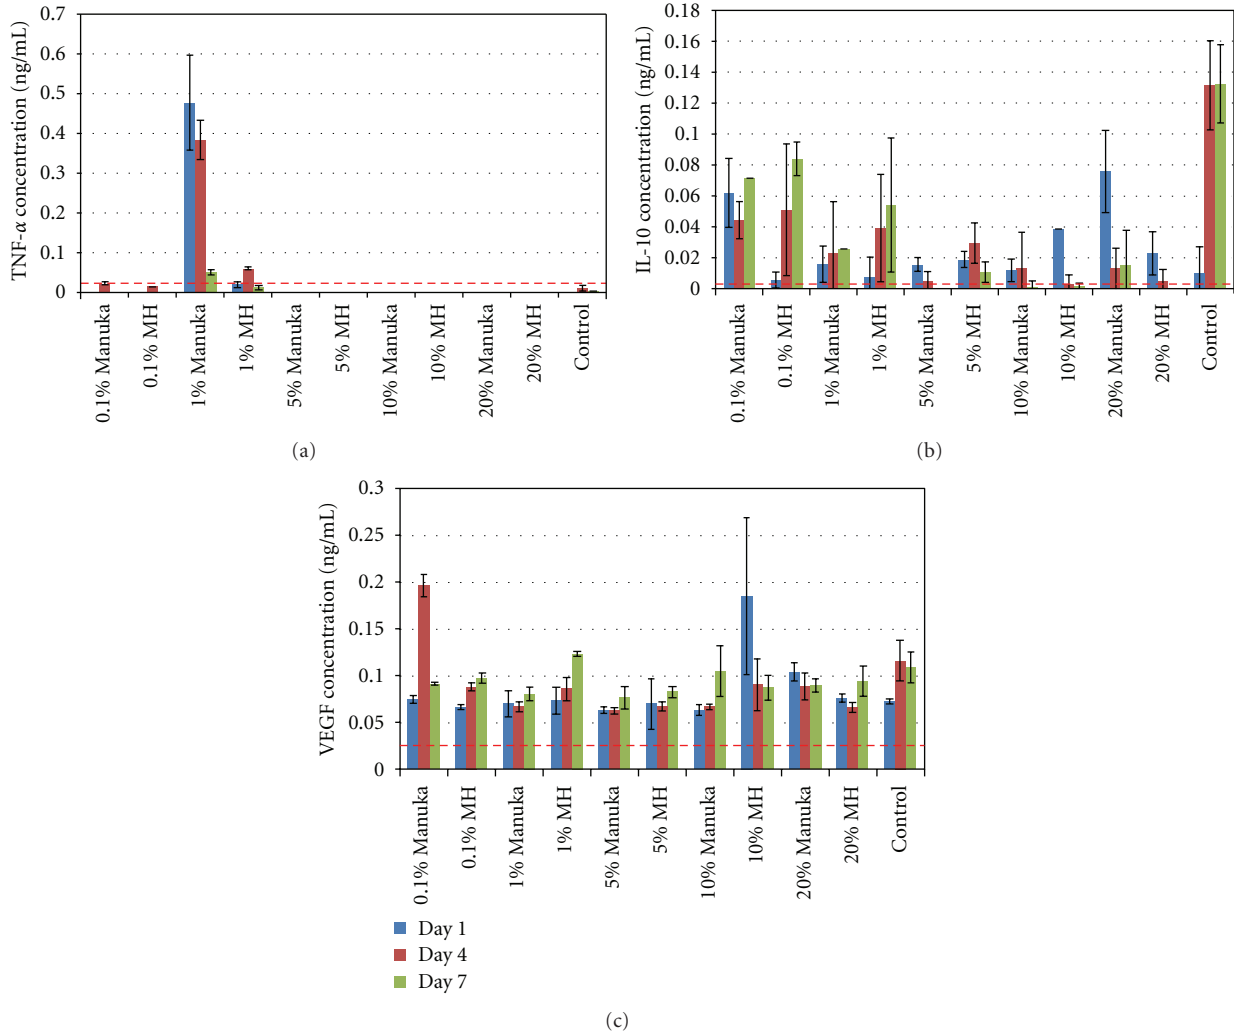 TNF-α concentration (ng/mL)
0.7
0.6
0.5
0.4
0.3
0.2
0.1
0
0.1% Manuka
0.1% MH
1% Manuka
1% MH
5% Manuka
5% MH
10% Manuka
10% MH
20% Manuka
20% MH
Control
(a)
IL-10 concentration (ng/mL)
0.18
0.16
0.14
0.12
0.1
0.08
0.06
0.04
0.02
0
0.1% Manuka
0.1% MH
1% Manuka
1% MH
5% Manuka
5% MH
10% Manuka
10% MH
20% Manuka
20% MH
Control
(b)
VEGF concentration (ng/mL)
0.3
0.25
0.2
0.15
0.1
0.05
0
0.1% Manuka
0.1% MH
1% Manuka
1% MH
5% Manuka
5% MH
10% Manuka
10% MH
20% Manuka
20% MH
Control
Day 1
Day 4
Day 7
(c)